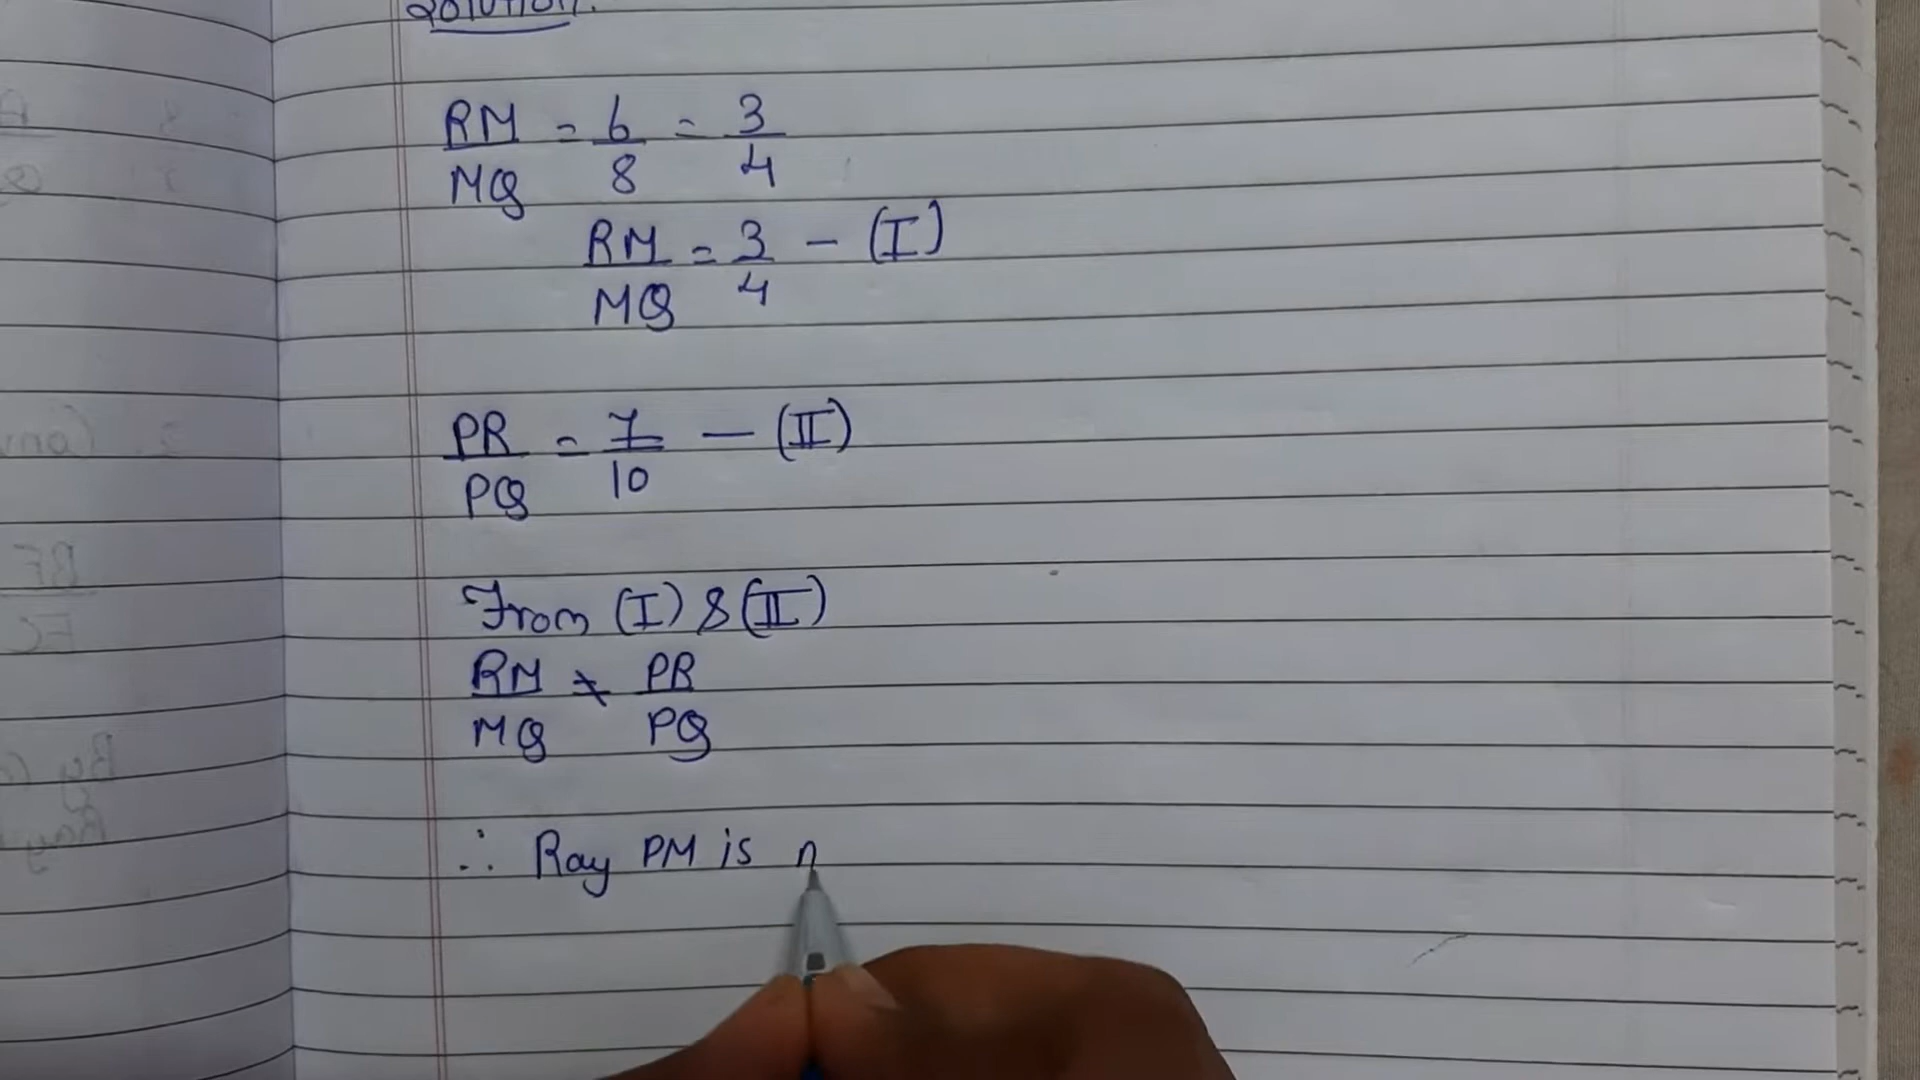 Solution:
RM = 6 = 3
MQ 8 4
RM = 3 - (I)
MQ 4
PR = 7 - (II)
PQ 10
From (I) & (II)
RM ≠ PR
MQ PQ
∴ Ray PM is n